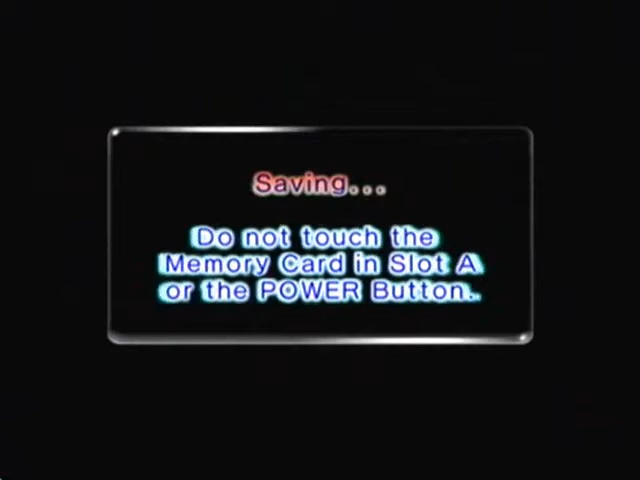 Saving...
Do not touch the
Memory Card in Slot A
or the POWER Button.